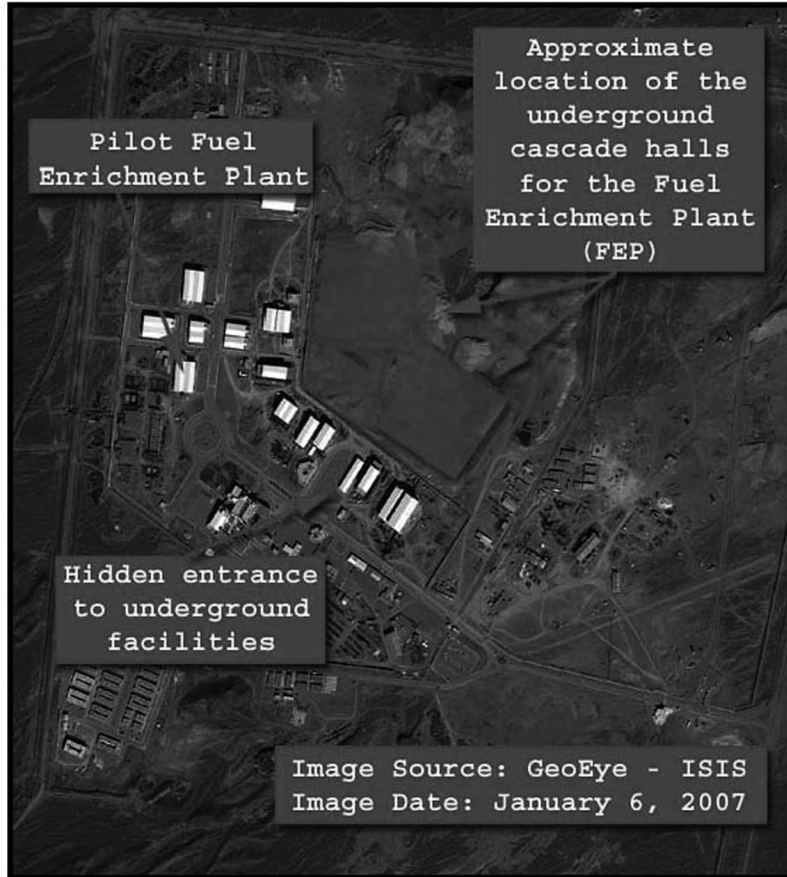 Pilot Fuel
Enrichment Plant
Approximate
location of the
underground
cascade halls
for the Fuel
Enrichment Plant
(FEP)
Hidden entrance
to underground
facilities
Image Source: GeoEye - ISIS
Image Date: January 6, 2007